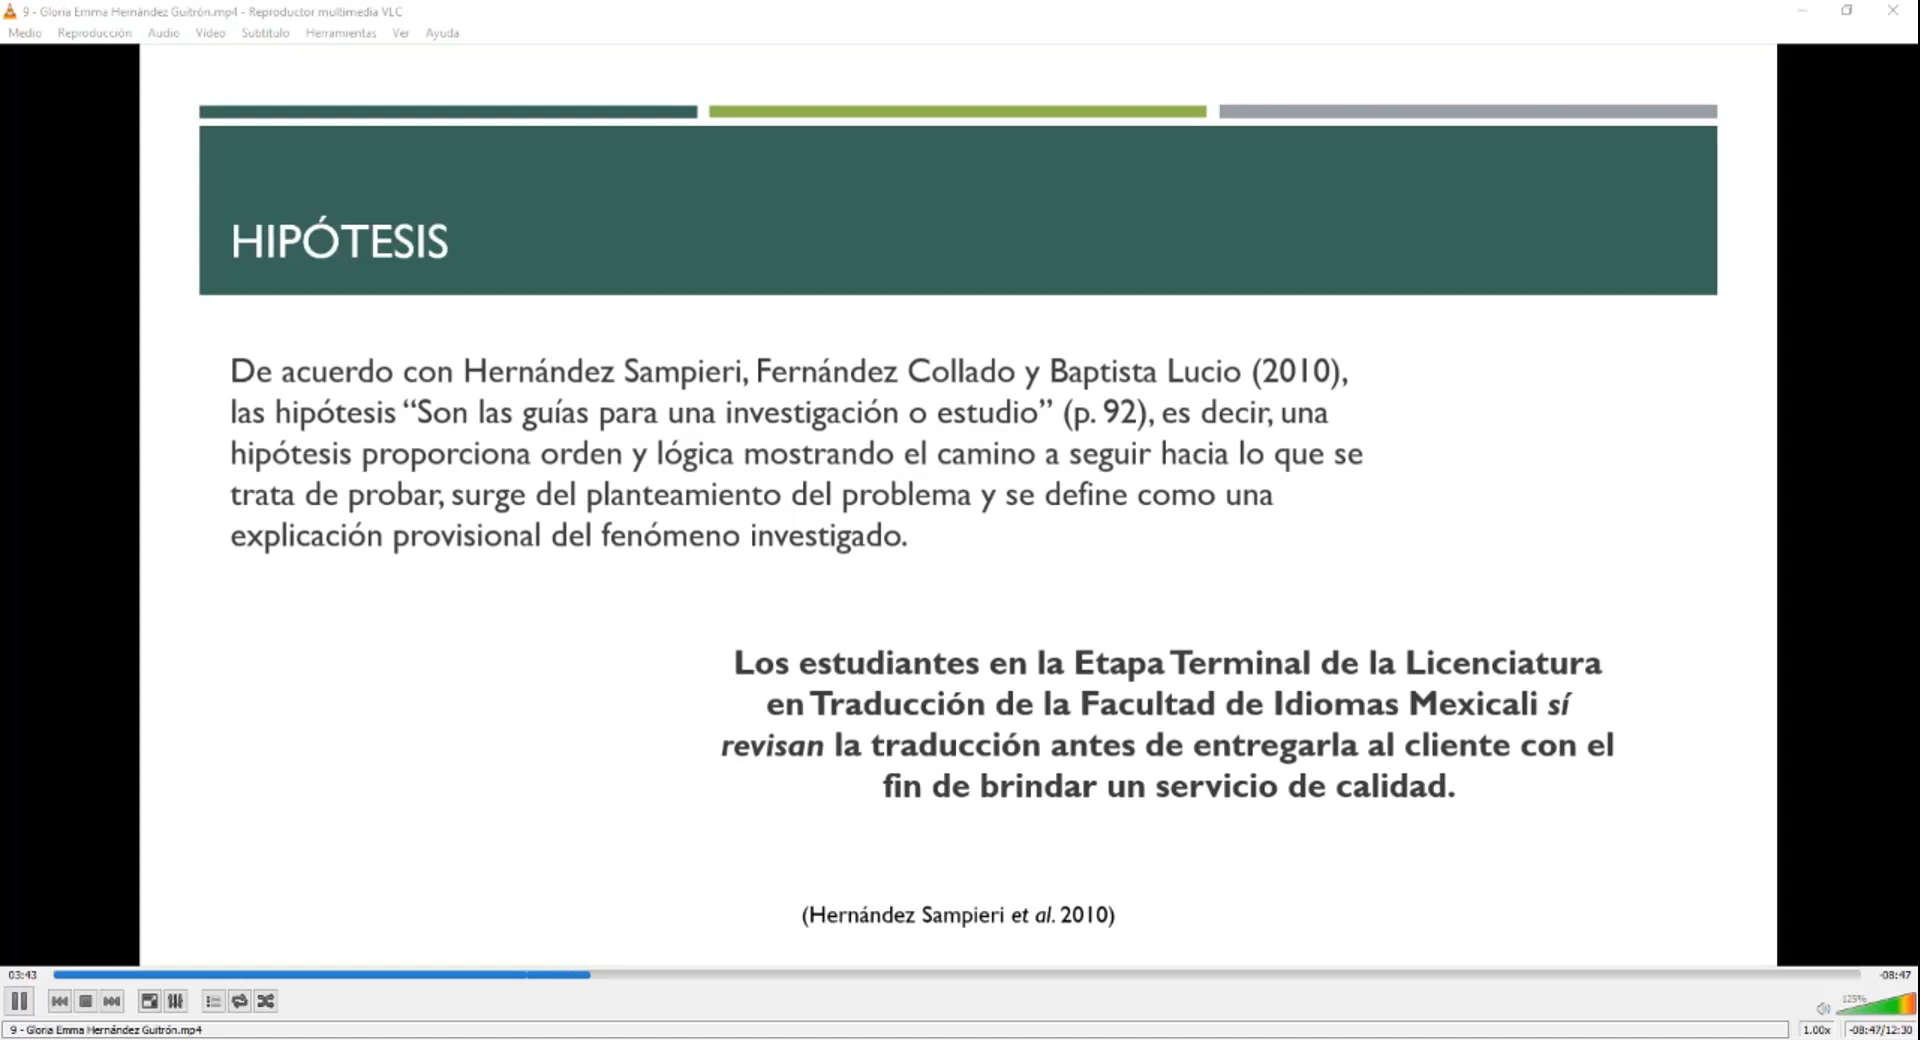 9 - Gloria Emma Hernández Guitrón.mp4 - Reproductor multimedia VLC
Medio Reproducción Audio Vídeo Subtítulo Herramientas Ver Ayuda
HIPÓTESIS
De acuerdo con Hernández Sampieri, Fernández Collado y Baptista Lucio (2010),
las hipótesis “Son las guías para una investigación o estudio” (p. 92), es decir, una
hipótesis proporciona orden y lógica mostrando el camino a seguir hacia lo que se
trata de probar, surge del planteamiento del problema y se define como una
explicación provisional del fenómeno investigado.
Los estudiantes en la Etapa Terminal de la Licenciatura
en Traducción de la Facultad de Idiomas Mexicali sí
revisan la traducción antes de entregarla al cliente con el
fin de brindar un servicio de calidad.
(Hernández Sampieri et al. 2010)
03:43 -08:47
125%
9 - Gloria Emma Hernández Guitrón.mp4 1.00x -08:47/12:30